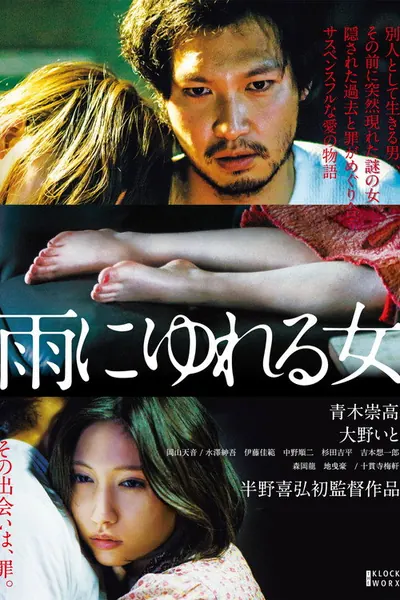 別人として生きる男、
その前に突然現れた謎の女。
隠された過去と罪がめぐり
サスペンスフルな愛の物語
雨にゆれる女
青木崇高
大野いと
岡山天音 / 水澤紳吾 伊藤佳範 中野順二 杉田吉平 吉本想一郎
森岡龍 地曵豪 / 十貫寺梅軒
半野喜弘初監督作品
その出会いは、罪。
KLOCK
WORX